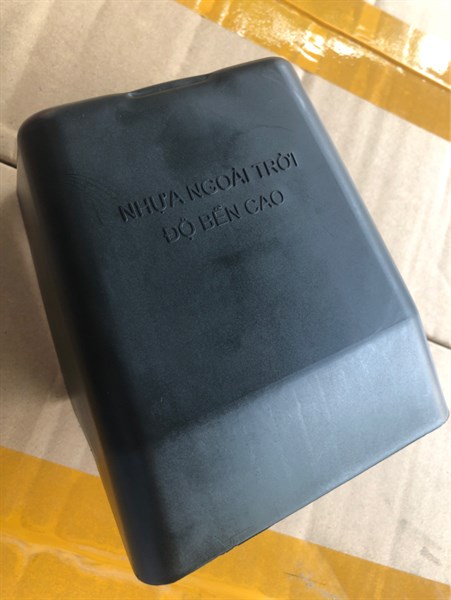 NHỰA NGOÀI TRỜI
ĐỘ BỀN CAO